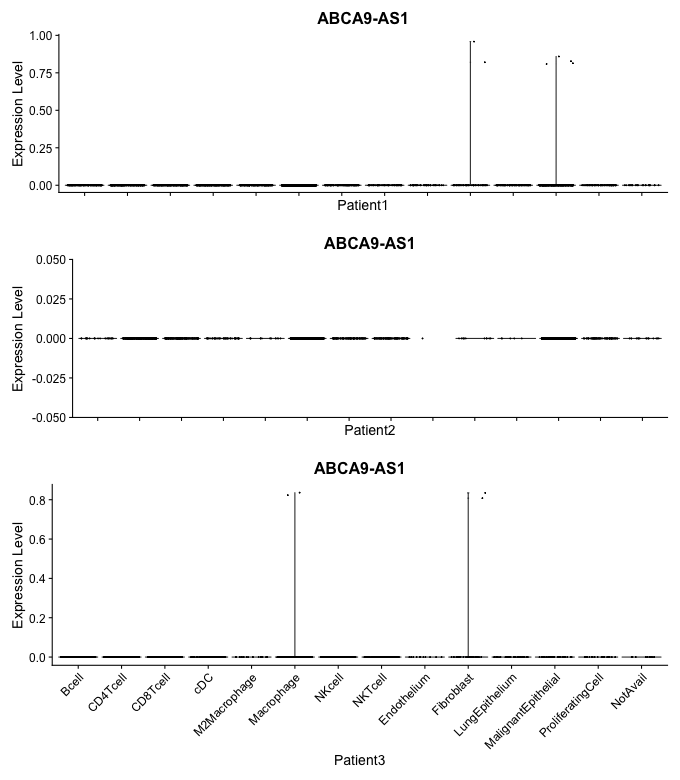 ABCA9-AS1
Expression Level
1.00
0.75
0.50
0.25
0.00
Patient1
ABCA9-AS1
Expression Level
0.050
0.025
0.000
-0.025
-0.050
Patient2
ABCA9-AS1
Expression Level
0.8
0.6
0.4
0.2
0.0
Bcell
CD4Tcell
CD8Tcell
cDC
M2Macrophage
Macrophage
NKcell
NKTcell
Endothelium
Fibroblast
LungEpithelium
MalignantEpithelial
ProliferatingCell
NotAvail
Patient3